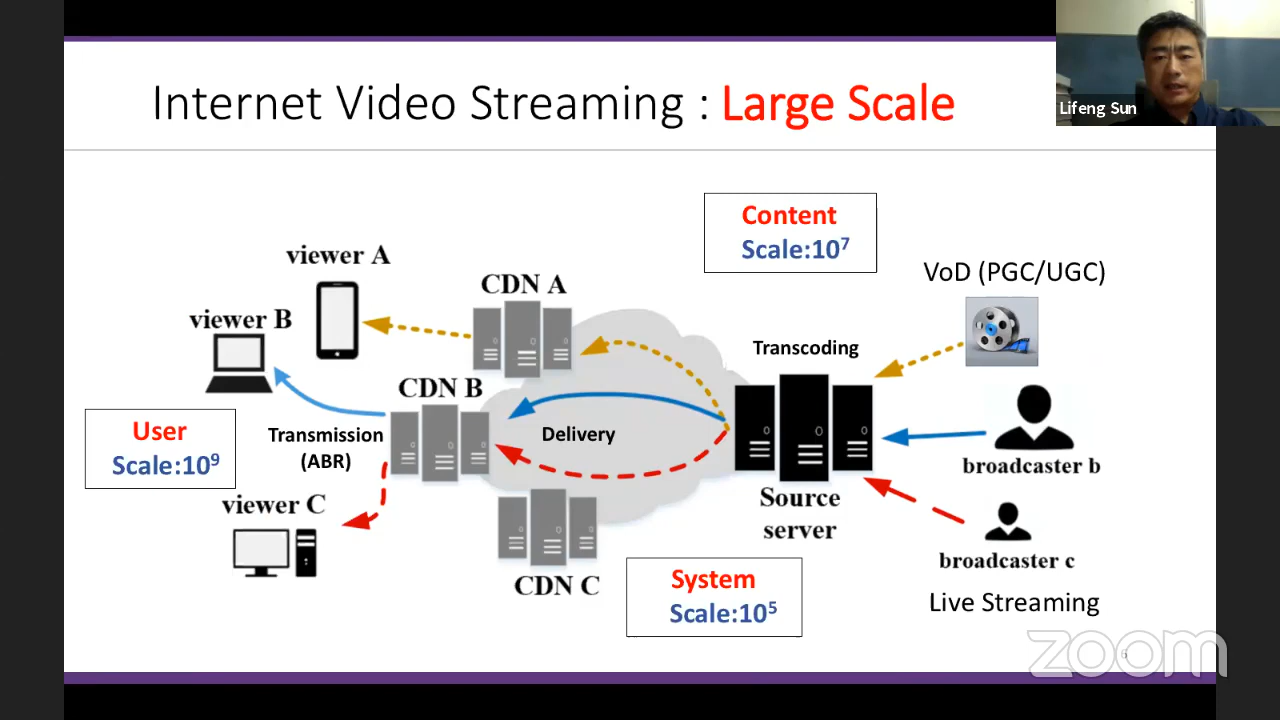 Internet Video Streaming : Large Scale
Lifeng Sun
Content
Scale:10⁷
viewer A
CDN A
VoD (PGC/UGC)
viewer B
Transcoding
CDN B
User
Scale:10⁹
Transmission
(ABR)
Delivery
broadcaster b
viewer C
Source
server
broadcaster c
CDN C
System
Scale:10⁵
Live Streaming
6
zoom